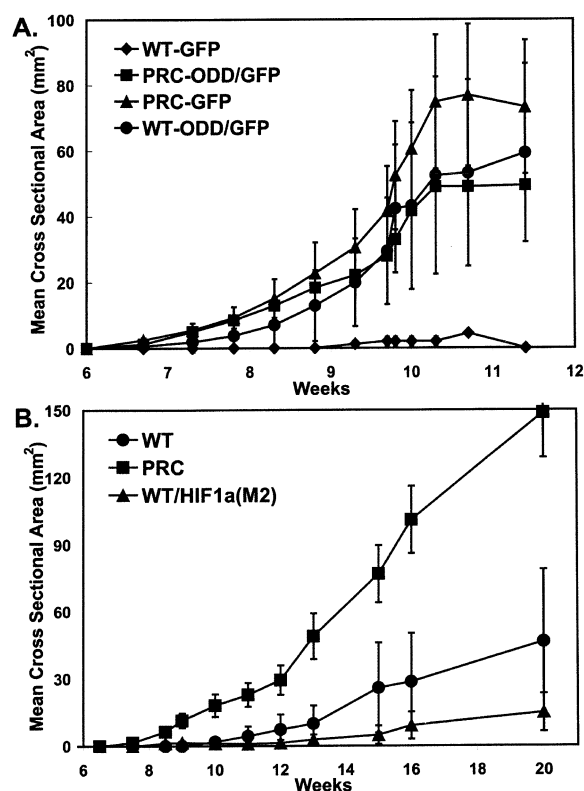 A.
Mean Cross Sectional Area (mm²)
100
80
60
40
20
0
WT-GFP
PRC-ODD/GFP
PRC-GFP
WT-ODD/GFP
6 7 8 9 10 11 12
Weeks
B.
Mean Cross Sectional Area (mm²)
150
120
90
60
30
0
WT
PRC
WT/HIF1a(M2)
6 8 10 12 14 16 18 20
Weeks